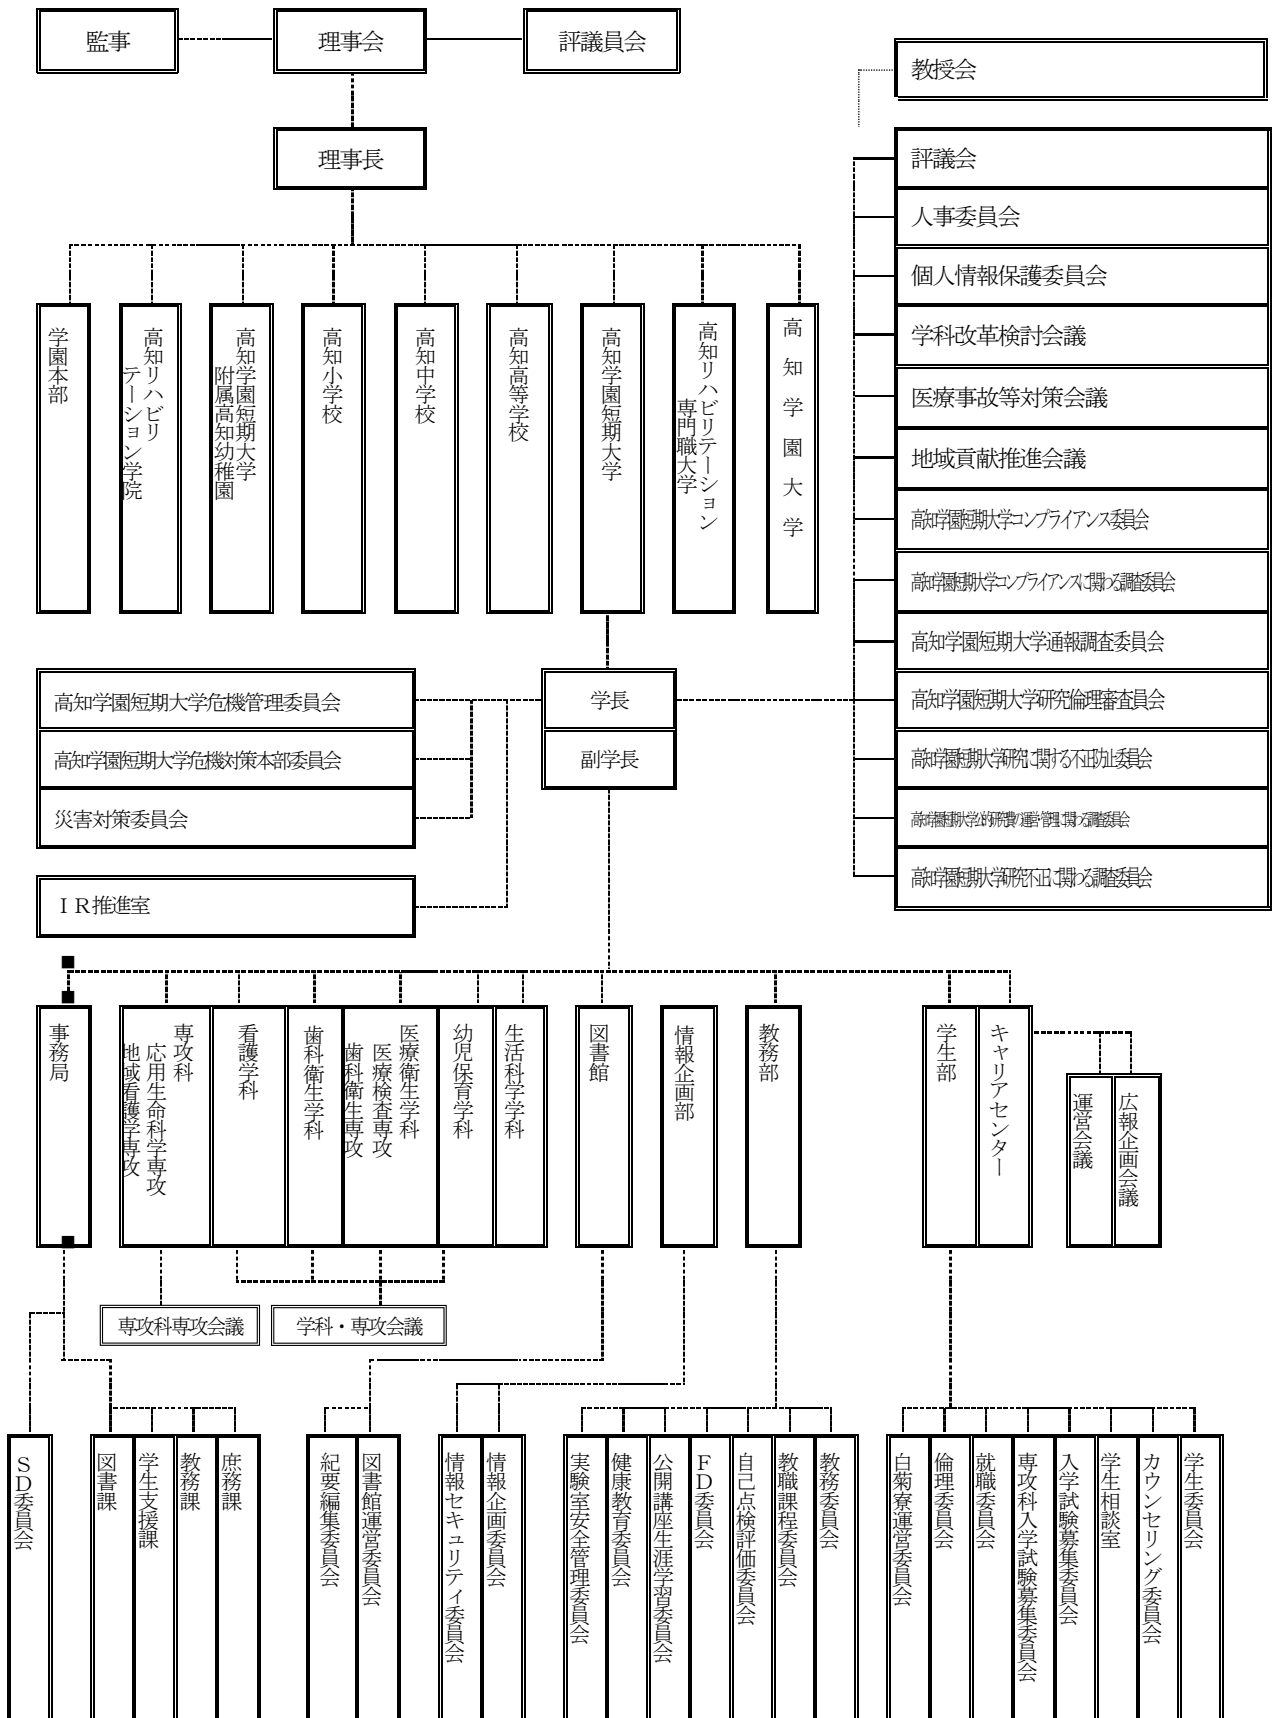 監事
理事会
評議員会
教授会
理事長
評議会
人事委員会
個人情報保護委員会
学科改革検討会議
医療事故等対策会議
地域貢献推進会議
高知学園短期大学コンプライアンス委員会
高知学園短期大学コンプライアンスに関わる調査委員会
高知学園短期大学通報調査委員会
高知学園短期大学研究倫理審査員会
高知学園短期大学研究に関する不正防止委員会
高知学園短期大学公的研究費の運営・管理に関わる調査委員会
高知学園短期大学研究不正に関わる調査委員会
学園本部
高知リハビリ
テーション学院
高知学園短期大学
附属高知幼稚園
高知小学校
高知中学校
高知高等学校
高知学園短期大学
高知リハビリテーション
専門職大学
高知学園大学
高知学園短期大学危機管理委員会
高知学園短期大学危機対策本部委員会
災害対策委員会
ＩＲ推進室
学長
副学長
事務局
専攻科
応用生命科学専攻
地域看護学専攻
看護学科
歯科衛生学科
医療衛生学科
医療検査専攻
歯科衛生専攻
幼児保育学科
生活科学学科
図書館
情報企画部
教務部
学生部
キャリアセンター
運営会議
広報企画会議
専攻科専攻会議
学科・専攻会議
ＳＤ委員会
図書課
学生支援課
教務課
庶務課
紀要編集委員会
図書館運営委員会
情報セキュリティ委員会
情報企画委員会
実験室安全管理委員会
健康教育委員会
公開講座生涯学習委員会
ＦＤ委員会
自己点検評価委員会
教職課程委員会
教務委員会
白菊寮運営委員会
倫理委員会
就職委員会
専攻科入学試験募集委員会
入学試験募集委員会
学生相談室
カウンセリング委員会
学生委員会